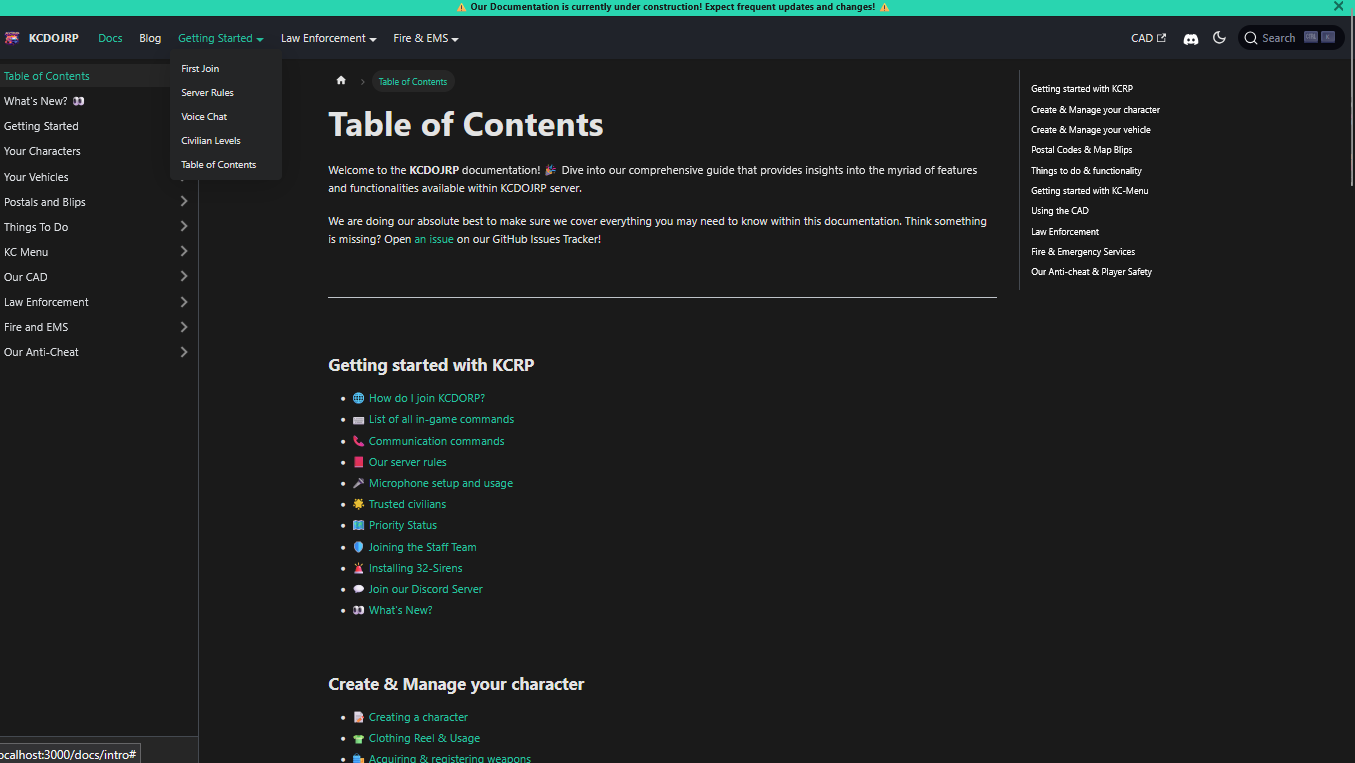 ⚠️ Our Documentation is currently under construction! Expect frequent updates and changes! ⚠️
KCDOJRP Docs Blog Getting Started Law Enforcement Fire & EMS CAD Search
First Join
Server Rules
Voice Chat
Civilian Levels
Table of Contents
Table of Contents
What's New? 👀
Getting Started
Your Characters
Your Vehicles
Postals and Blips
Things To Do
KC Menu
Our CAD
Law Enforcement
Fire and EMS
Our Anti-Cheat
Table of Contents
Table of Contents
Welcome to the KCDOJRP documentation! 🎉 Dive into our comprehensive guide that provides insights into the myriad of features
and functionalities available within KCDOJRP server.
We are doing our absolute best to make sure we cover everything you may need to know within this documentation. Think something
is missing? Open an issue on our GitHub Issues Tracker!
Getting started with KCRP
🌐 How do I join KCDORP?
⌨️ List of all in-game commands
📞 Communication commands
📕 Our server rules
🎤 Microphone setup and usage
🌟 Trusted civilians
🗺️ Priority Status
🛡️ Joining the Staff Team
🚨 Installing 32-Sirens
💬 Join our Discord Server
👀 What's New?
Create & Manage your character
📝 Creating a character
👕 Clothing Reel & Usage
🛍️ Acquiring & registering weapons
Getting started with KCRP
Create & Manage your character
Create & Manage your vehicle
Postal Codes & Map Blips
Things to do & functionality
Getting started with KC-Menu
Using the CAD
Law Enforcement
Fire & Emergency Services
Our Anti-cheat & Player Safety
ocalhost:3000/docs/intro#